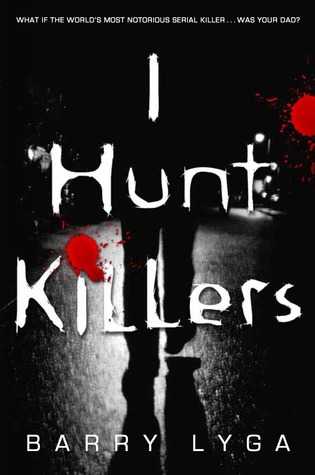 WHAT IF THE WORLD'S MOST NOTORIOUS SERIAL KILLER... WAS YOUR DAD?
I
Hunt
KiLLers
BARRY LYGA